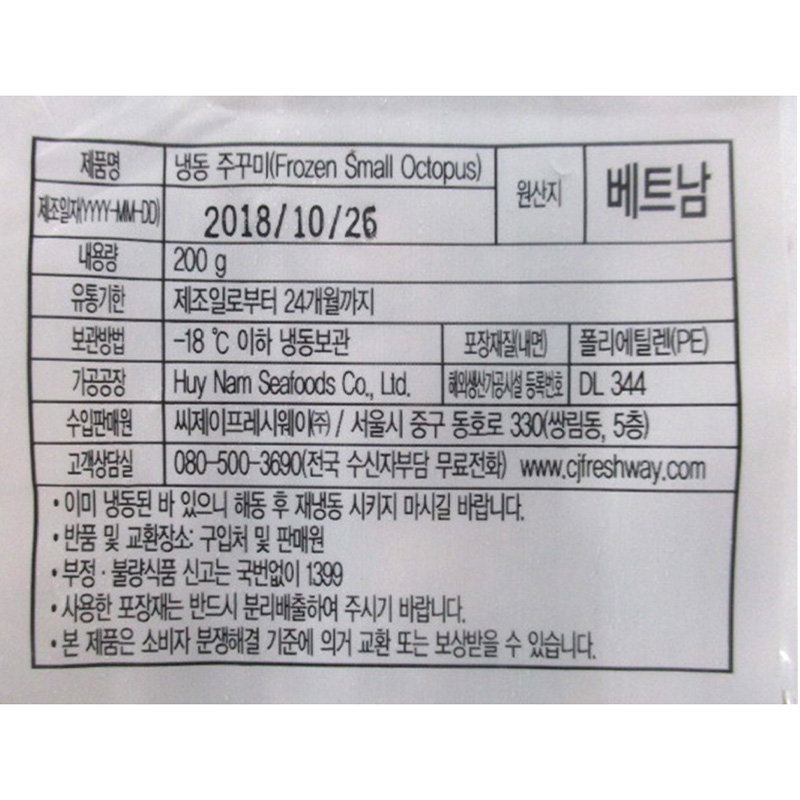 제품명 냉동 주꾸미(Frozen Small Octopus) 원산지 베트남
제조일재(YYYY-MM-DD) 2018/10/26
내용량 200 g
유통기한 제조일로부터 24개월까지
보관방법 -18 ℃ 이하 냉동보관 포장재질(내면) 폴리에틸렌(PE)
가공공장 Huy Nam Seafoods Co., Ltd. 해외생산가공시설 등록번호 DL 344
수입판매원 씨제이프레시웨이㈜ / 서울시 중구 동호로 330(쌍림동, 5층)
고객상담실 080-500-3690(전국 수신자부담 무료전화) www.cjfreshway.com
• 이미 냉동된 바 있으니 해동 후 재냉동 시키지 마시길 바랍니다.
• 반품 및 교환장소: 구입처 및 판매원
• 부정 · 불량식품 신고는 국번없이 1399
• 사용한 포장재는 반드시 분리배출하여 주시기 바랍니다.
• 본 제품은 소비자 분쟁해결 기준에 의거 교환 또는 보상받을 수 있습니다.